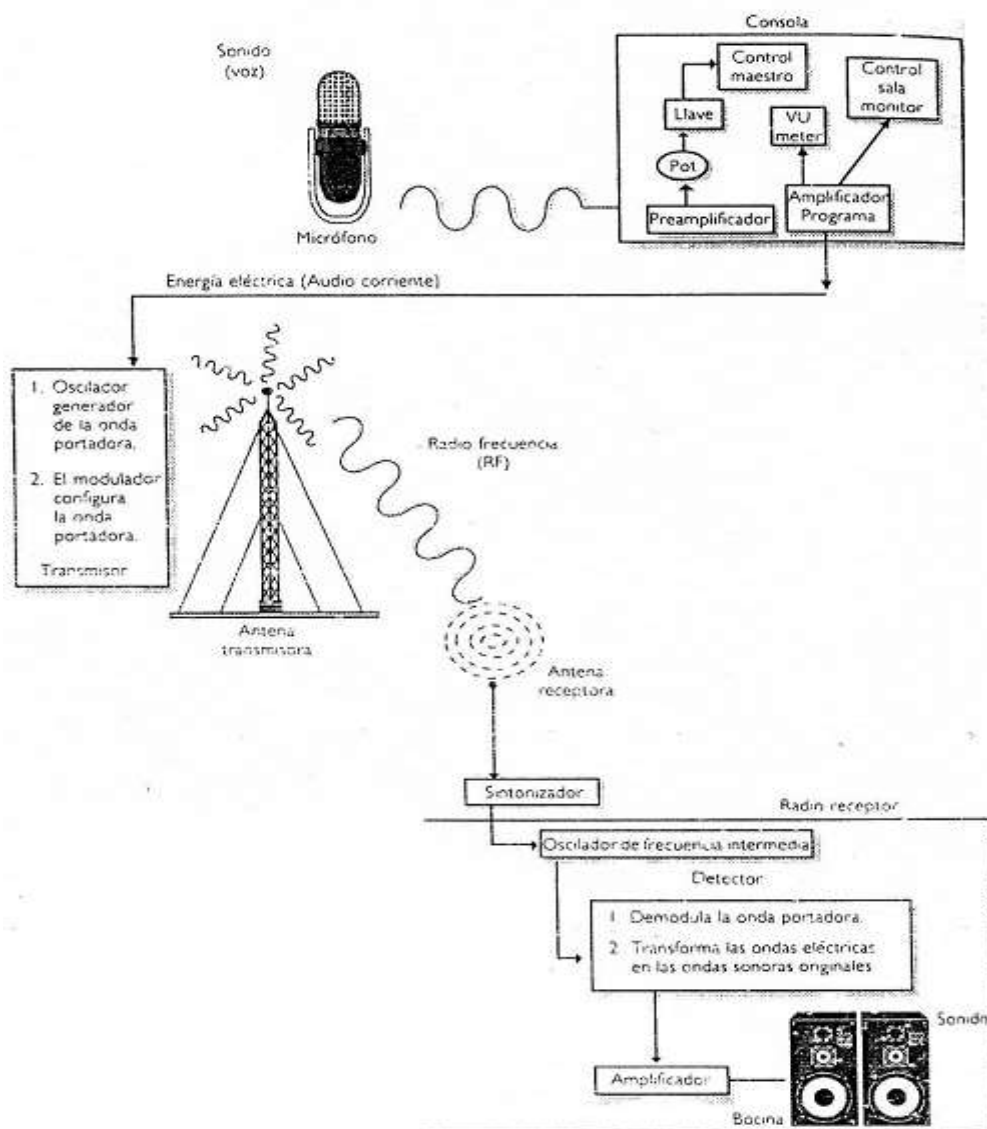 Consola
Sonido
(voz)
Control
maestro
Control
sala
monitor
Llave
VU
meter
Pot
Preamplificador
Amplificador
Programa
Micrófono
Energía eléctrica (Audio corriente)
1. Oscilador
generador
de la onda
portadora.
2. El modulador
configura
la onda
portadora.
Transmisor
Radio frecuencia
(RF)
Antena
transmisora
Antena
receptora
Sintonizador
Radio receptor
Oscilador de frecuencia intermedia
Detector
1 Demodula la onda portadora.
2 Transforma las ondas eléctricas
en las ondas sonoras originales
Sonido
Amplificador
Bocina